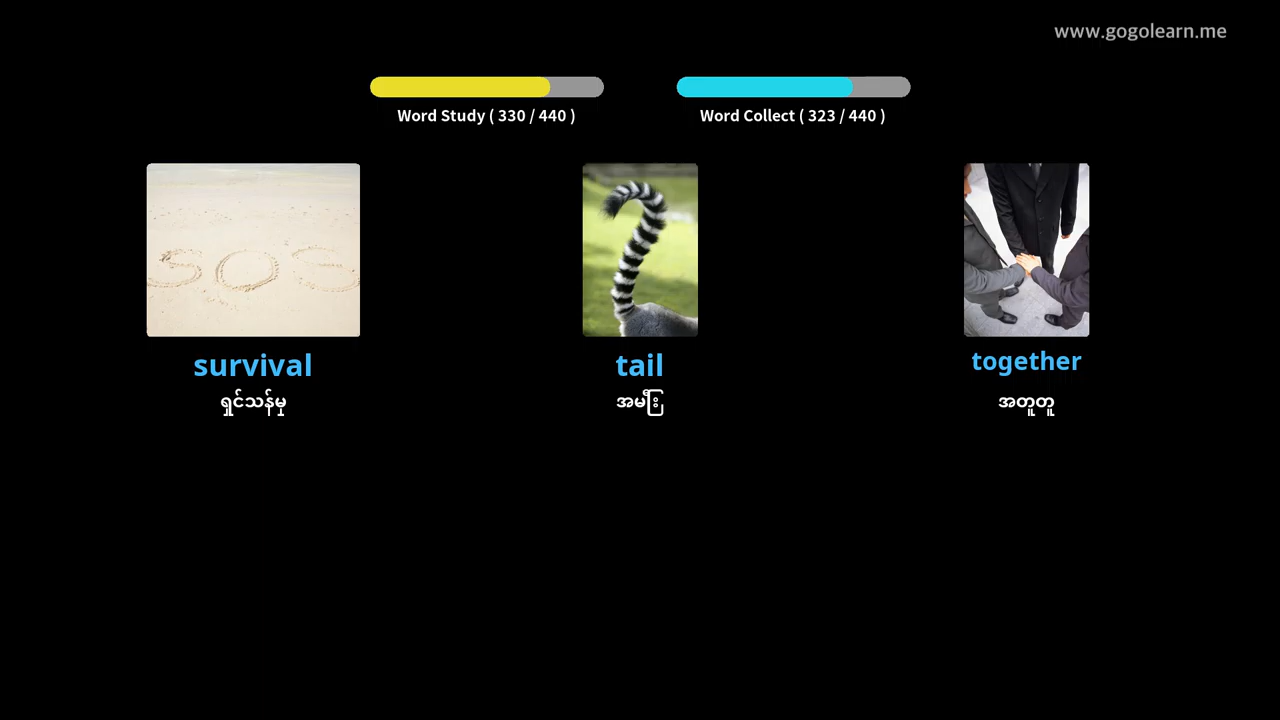 www.gogolearn.me
Word Study ( 330 / 440 )
Word Collect ( 323 / 440 )
SOS
survival
tail
together
ရှင်သန်မှု
အမြီး
အတူတူ